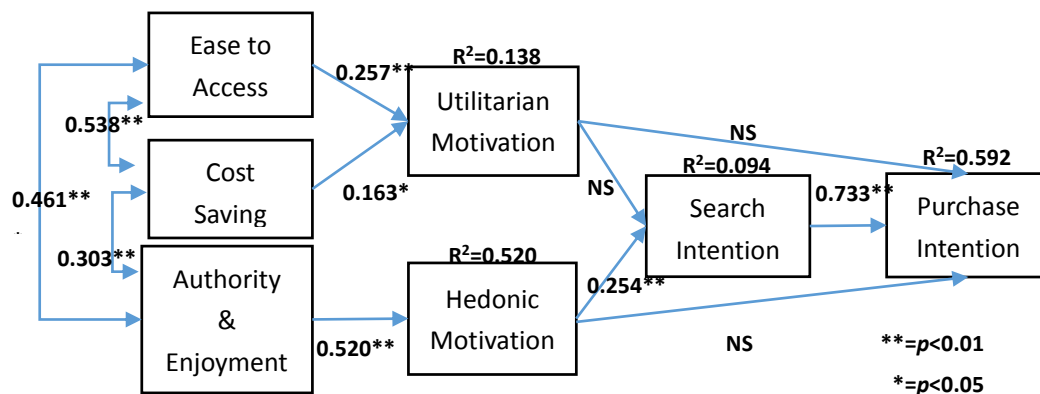 Ease to
Access
0.257**
R²=0.138
Utilitarian
Motivation
0.538**
NS
R²=0.592
Cost
Saving
0.163*
NS
R²=0.094
Search
Intention
0.733**
Purchase
Intention
0.461**
0.303**
Authority
&
Enjoyment
0.520**
R²=0.520
Hedonic
Motivation
0.254**
NS
**=p<0.01
*=p<0.05